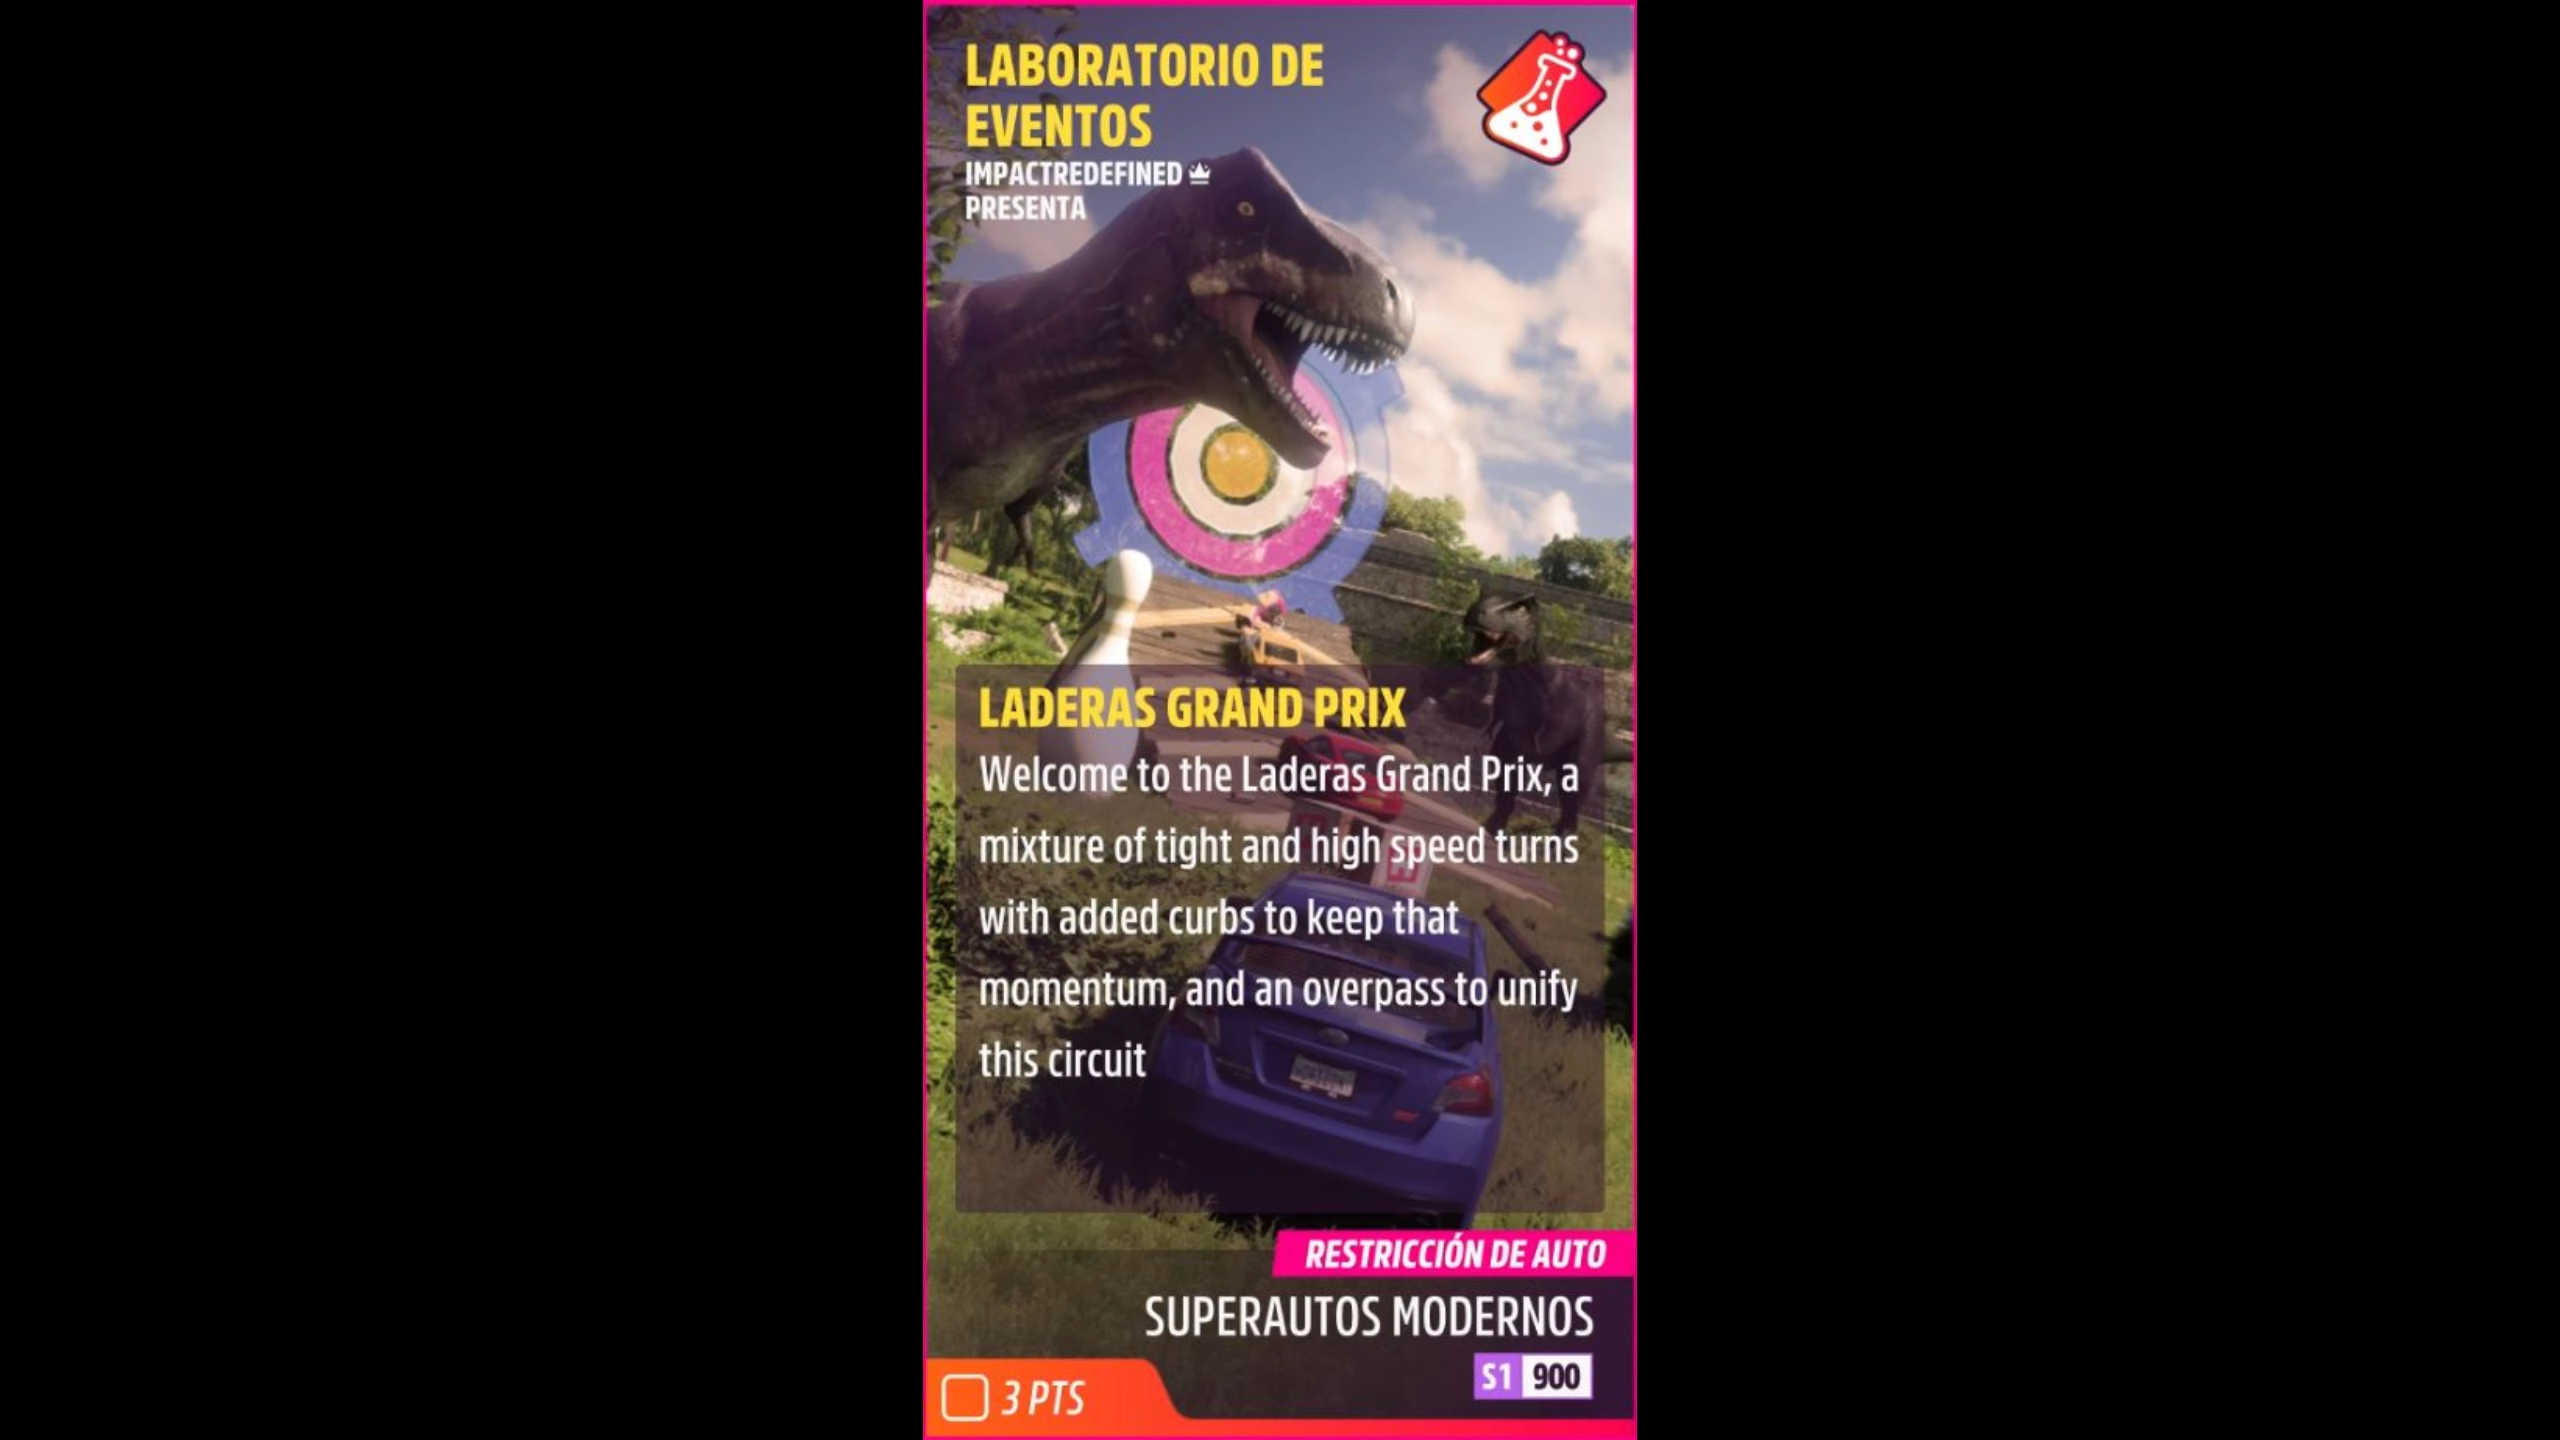 LABORATORIO DE
EVENTOS
IMPACTREDEFINED
PRESENTA
LADERAS GRAND PRIX
Welcome to the Laderas Grand Prix, a
mixture of tight and high speed turns
with added curbs to keep that
momentum, and an overpass to unify
this circuit
RESTRICCIÓN DE AUTO
SUPERAUTOS MODERNOS
S1 900
3 PTS